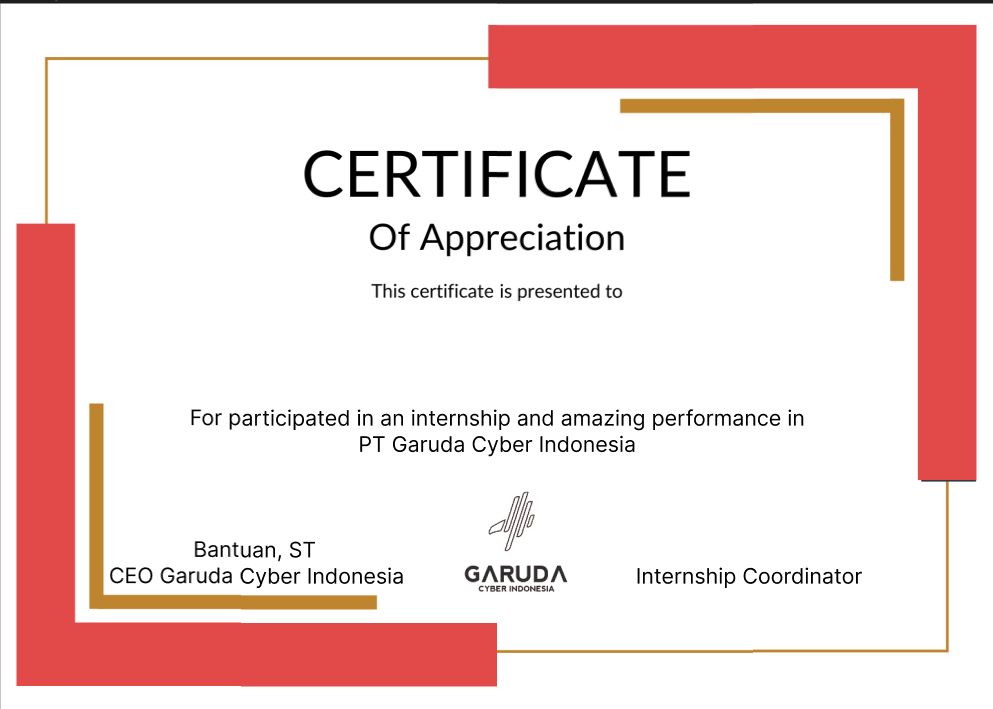 CERTIFICATE
Of Appreciation
This certificate is presented to
For participated in an internship and amazing performance in
PT Garuda Cyber Indonesia
Bantuan, ST
CEO Garuda Cyber Indonesia
GARUDA
CYBER INDONESIA
Internship Coordinator